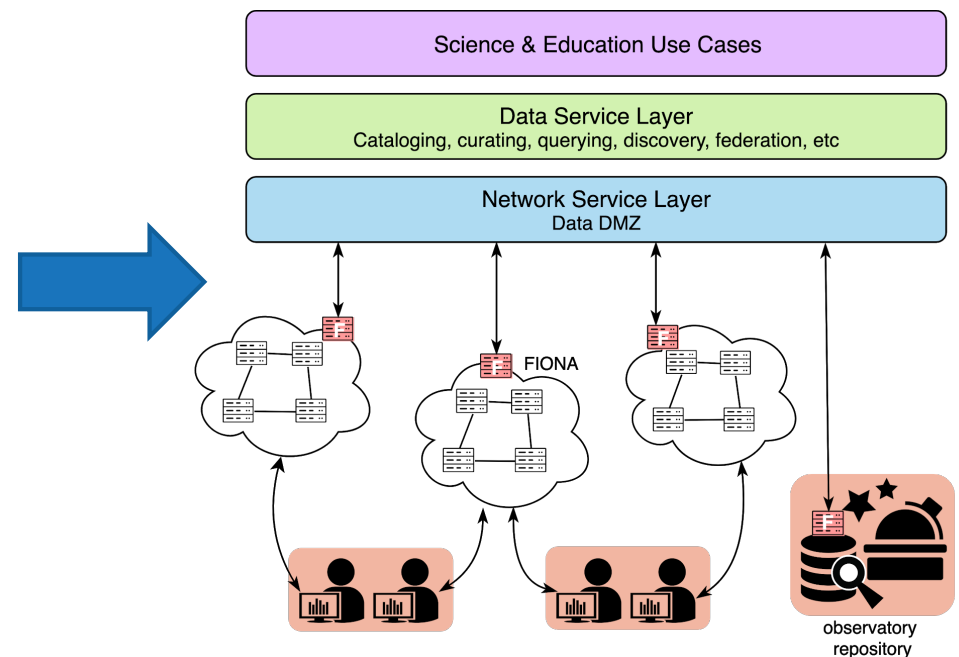 Science & Education Use Cases
Data Service Layer
Cataloging, curating, querying, discovery, federation, etc
Network Service Layer
Data DMZ
F
F
F FIONA
F
observatory
repository